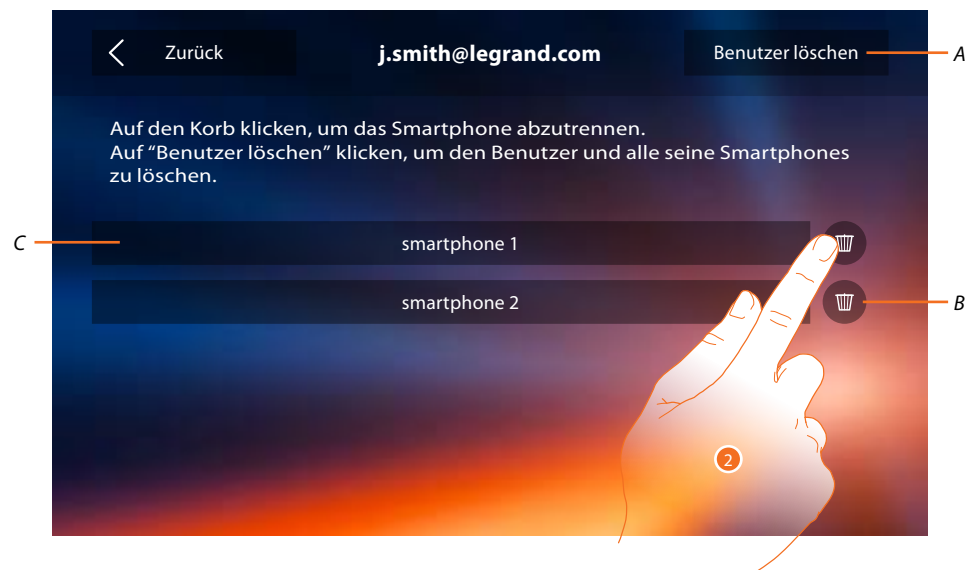 Zurück
j.smith@legrand.com
Benutzer löschen
A
Auf den Korb klicken, um das Smartphone abzutrennen.
Auf “Benutzer löschen” klicken, um den Benutzer und alle seine Smartphones
zu löschen.
C
smartphone 1
smartphone 2
B
2